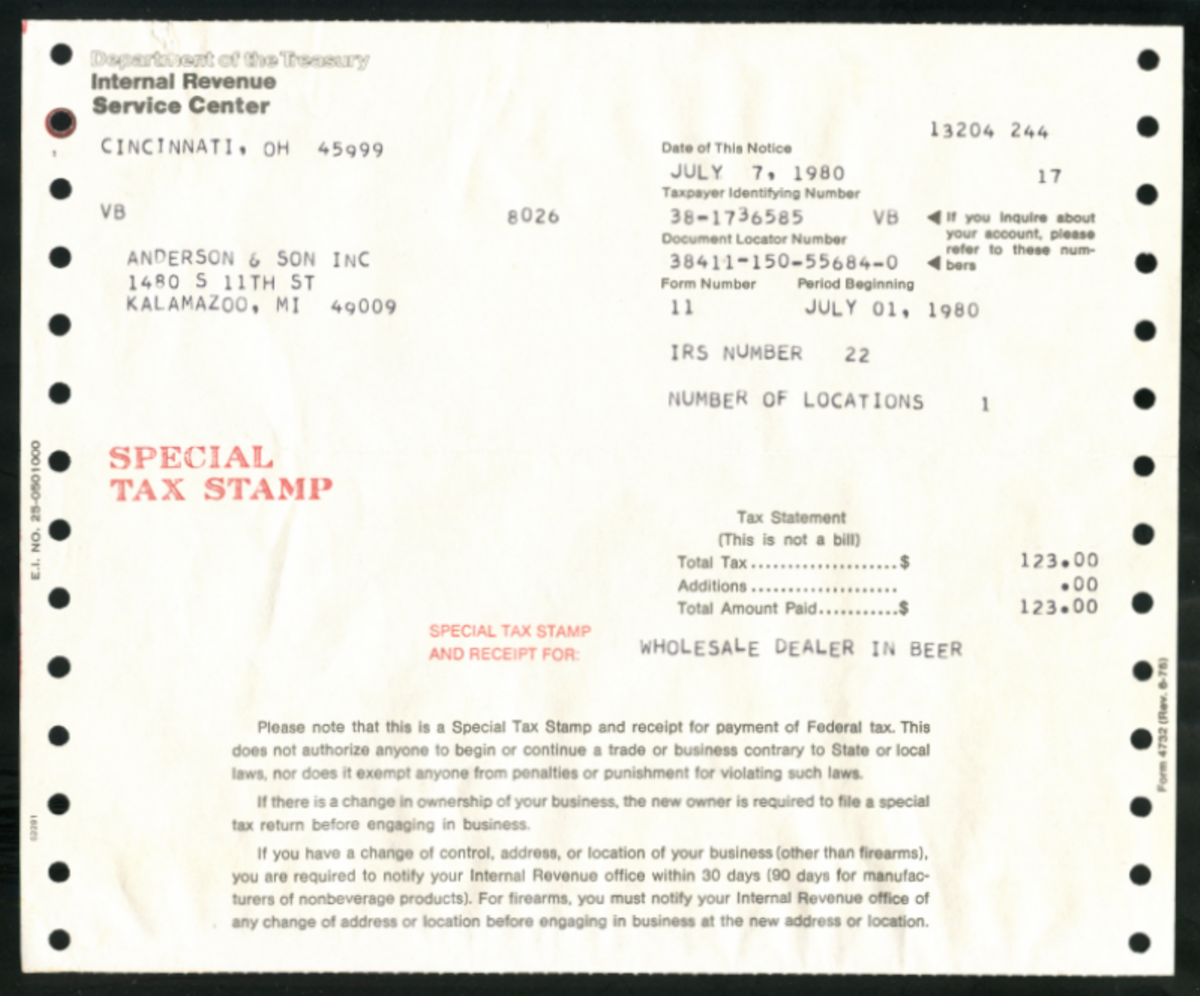 Department of the Treasury
Internal Revenue
Service Center
CINCINNATI, OH 45999
13204 244
Date of This Notice
JULY 7, 1980
17
Taxpayer Identifying Number
VB
8026
38-1736585 VB
◀ If you inquire about
your account, please
refer to these num-
◀ bers
Document Locator Number
38411-150-55684-0
ANDERSON & SON INC
1480 S 11TH ST
KALAMAZOO, MI 49009
Form Number Period Beginning
11 JULY 01, 1980
IRS NUMBER 22
NUMBER OF LOCATIONS 1
SPECIAL
TAX STAMP
E.I. NO. 25-0501000
Tax Statement
(This is not a bill)
Total Tax.....................$ 123.00
Additions..................... .00
Total Amount Paid...........$ 123.00
SPECIAL TAX STAMP
AND RECEIPT FOR:
WHOLESALE DEALER IN BEER
Form 4732 (Rev. 6-76)
Please note that this is a Special Tax Stamp and receipt for payment of Federal tax. This
does not authorize anyone to begin or continue a trade or business contrary to State or local
laws, nor does it exempt anyone from penalties or punishment for violating such laws.
If there is a change in ownership of your business, the new owner is required to file a special
tax return before engaging in business.
If you have a change of control, address, or location of your business (other than firearms),
you are required to notify your Internal Revenue office within 30 days (90 days for manufac-
turers of nonbeverage products). For firearms, you must notify your Internal Revenue office of
any change of address or location before engaging in business at the new address or location.